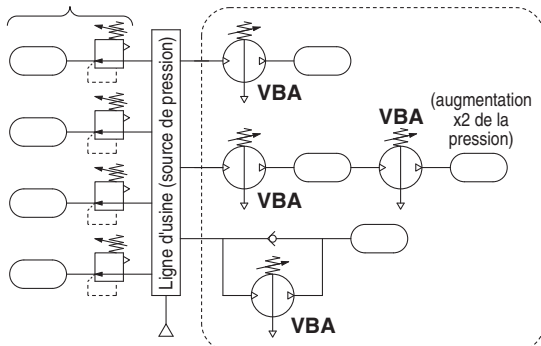 Ligne d'usine (source de pression)
VBA
VBA
VBA
(augmentation
x2 de la
pression)
VBA